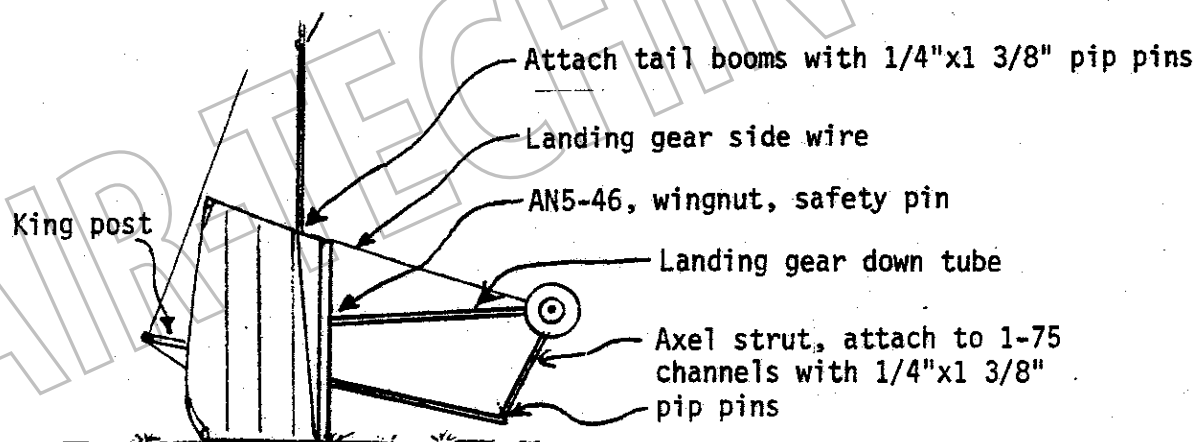 Attach tail booms with 1/4"x1 3/8" pip pins
Landing gear side wire
AN5-46, wingnut, safety pin
King post
Landing gear down tube
Axel strut, attach to 1-75
channels with 1/4"x1 3/8"
pip pins
AIR-TECH